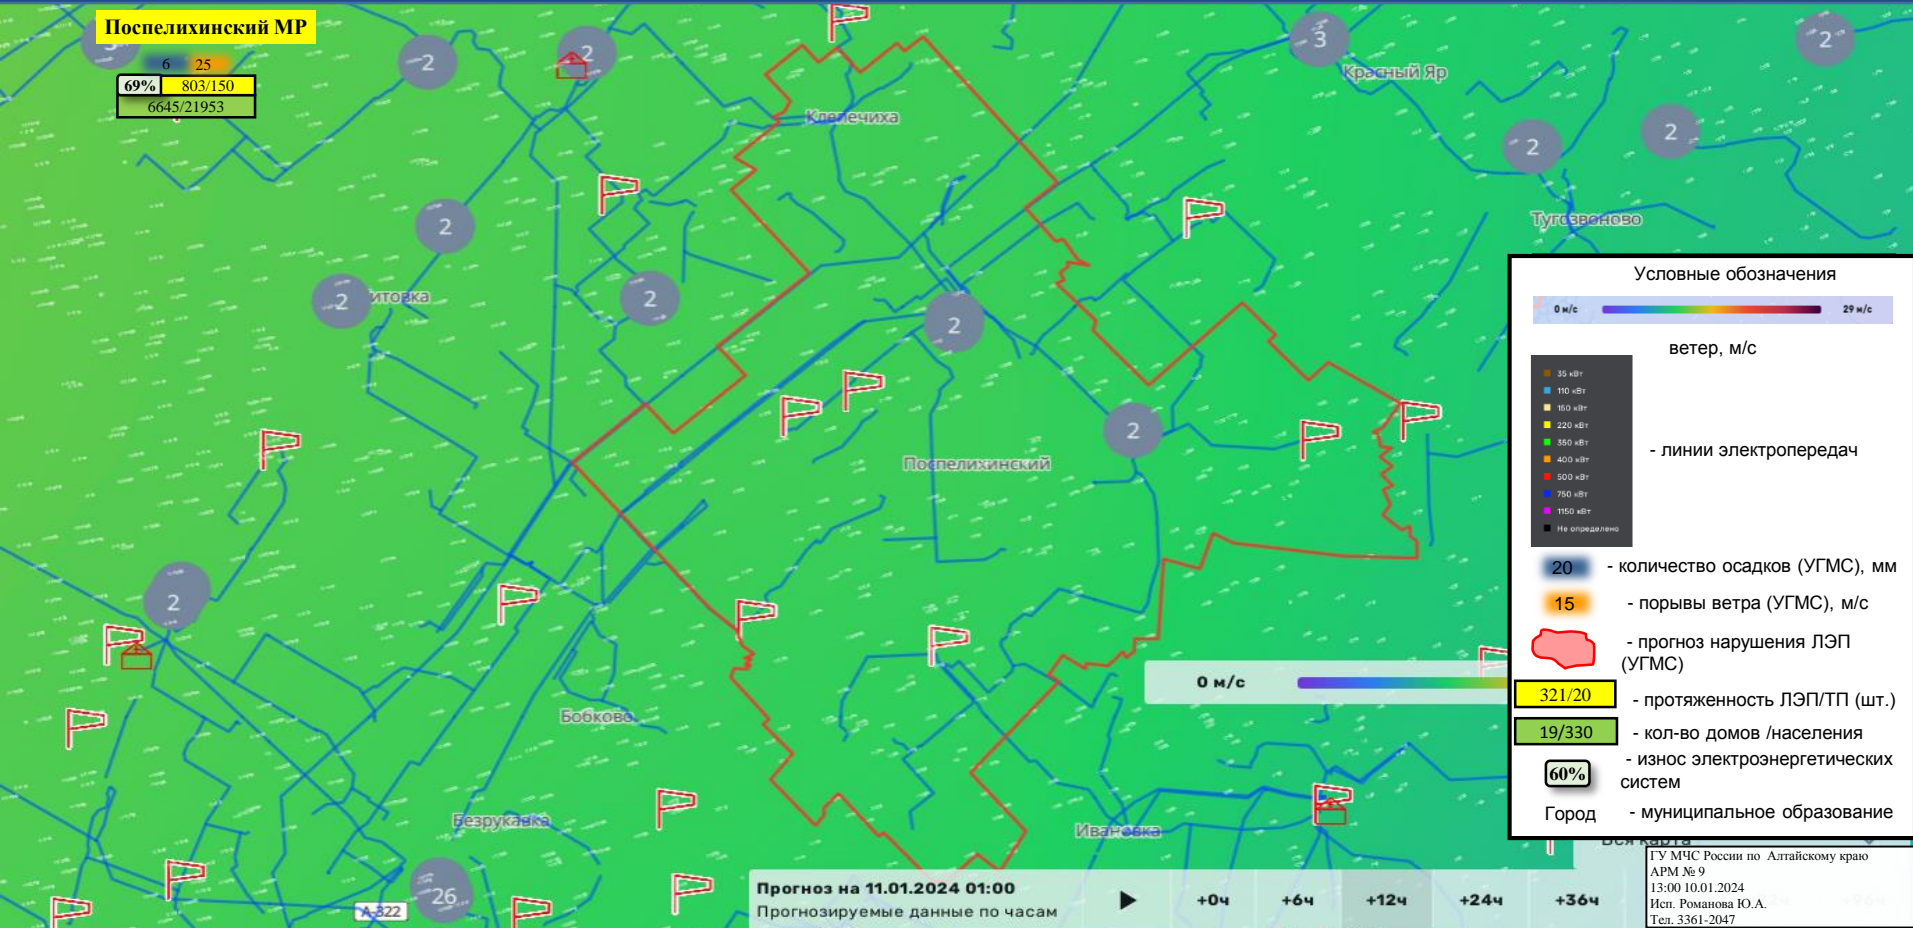 Поспелихинский МР
6 25
69% 803/150
6645/21953
3
2
2
3
2
Красный Яр
Клепечиха
2
2
2
Тугозвоново
2
итовка
2
2
2
Поспелихинский
2
Бобково
Безрукавка
Ивановка
26
А-322
0 м/с
Условные обозначения
0 м/с 29 м/с
ветер, м/с
35 кВт
110 кВт
150 кВт
220 кВт
350 кВт
400 кВт
500 кВт
750 кВт
1150 кВт
Не определено
- линии электропередач
20 - количество осадков (УГМС), мм
15 - порывы ветра (УГМС), м/с
- прогноз нарушения ЛЭП
(УГМС)
321/20 - протяженность ЛЭП/ТП (шт.)
19/330 - кол-во домов /населения
60% - износ электроэнергетических
систем
Город - муниципальное образование
Вся карта
Прогноз на 11.01.2024 01:00
Прогнозируемые данные по часам
+0ч +6ч +12ч +24ч +36ч
ГУ МЧС России по Алтайскому краю
АРМ № 9
13:00 10.01.2024
Исп. Романова Ю.А.
Тел. 3361-2047